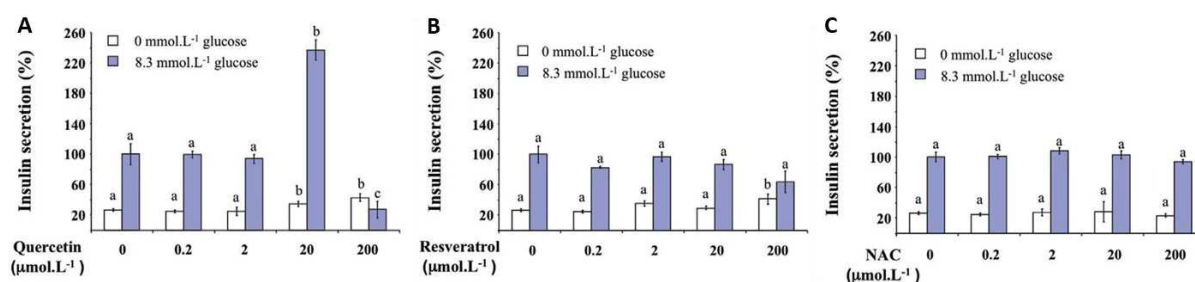 A
Insulin secretion (%)
260
220
180
140
100
60
20
0 mmol.L⁻¹ glucose
8.3 mmol.L⁻¹ glucose
a
a
a
a
a
a
b
b
b
c
Quercetin
(μmol.L⁻¹)
0 0.2 2 20 200
B
Insulin secretion (%)
260
220
180
140
100
60
20
0 mmol.L⁻¹ glucose
8.3 mmol.L⁻¹ glucose
a
a
a
a
a
a
a
a
b
a
Resveratrol
(μmol.L⁻¹)
0 0.2 2 20 200
C
Insulin secretion (%)
260
220
180
140
100
60
20
0 mmol.L⁻¹ glucose
8.3 mmol.L⁻¹ glucose
a
a
a
a
a
a
a
a
a
a
NAC
(μmol.L⁻¹)
0 0.2 2 20 200